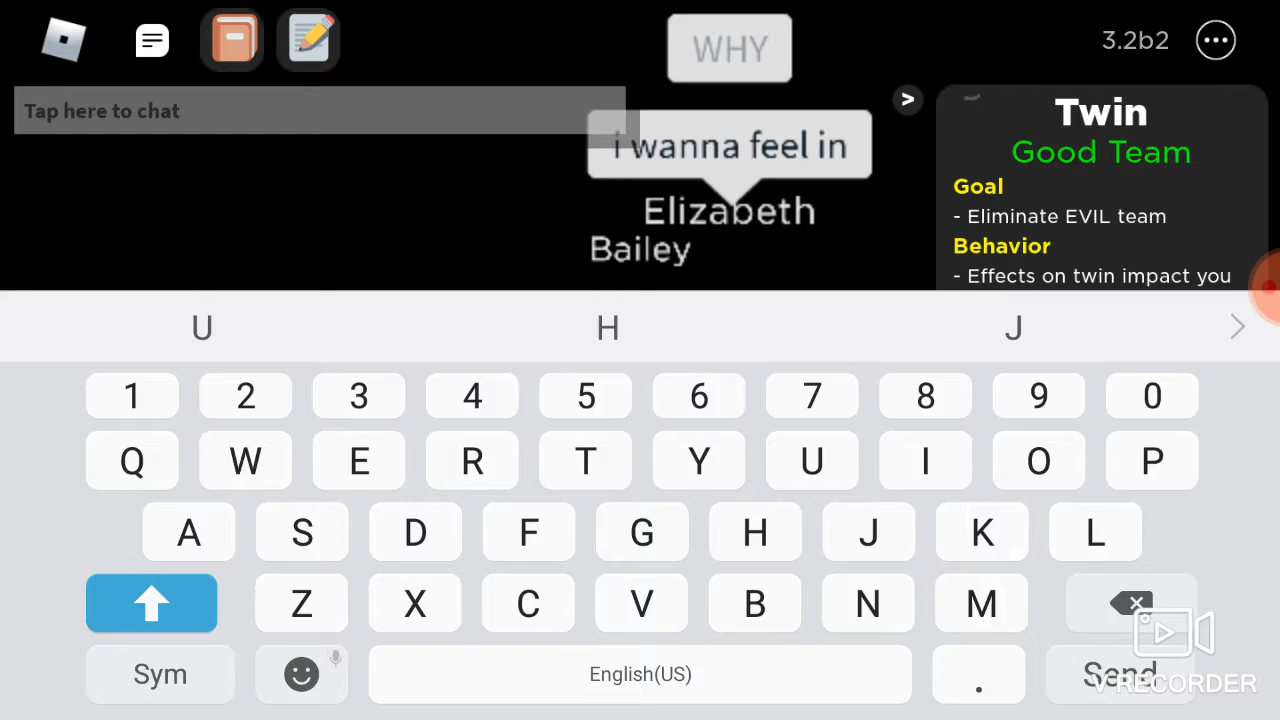 WHY
3.2b2
Tap here to chat
i wanna feel in
Elizabeth
Bailey
>
Twin
Good Team
Goal
- Eliminate EVIL team
Behavior
- Effects on twin impact you
U H J
1 2 3 4 5 6 7 8 9 0
Q W E R T Y U I O P
A S D F G H J K L
Z X C V B N M
Sym English(US) . Send
V RECORDER